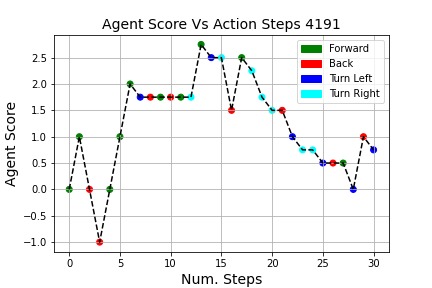 Agent Score Vs Action Steps 4191
Forward
Back
Turn Left
Turn Right
2.5
2.0
1.5
1.0
0.5
0.0
−0.5
−1.0
Agent Score
0 5 10 15 20 25 30
Num. Steps